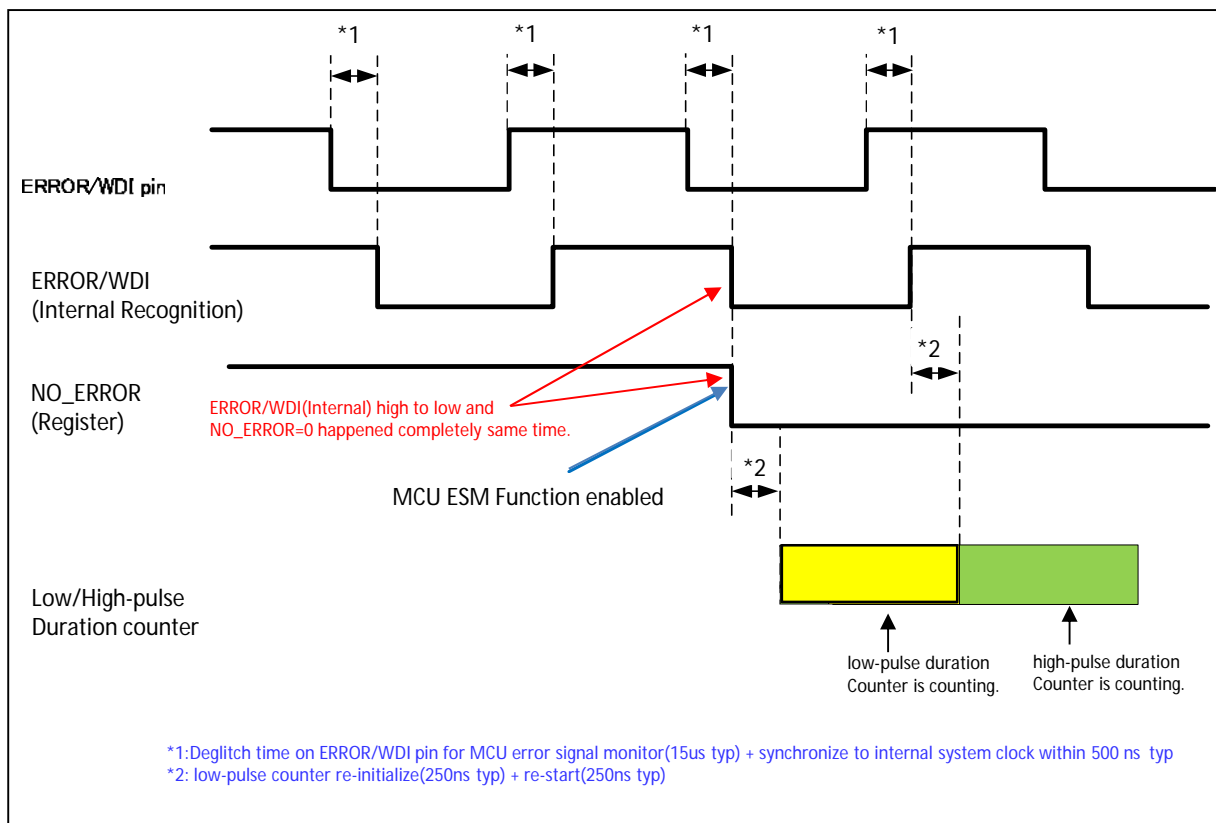 *1
*1
*1
*1
ERROR/WDI pin
ERROR/WDI
(Internal Recognition)
*2
NO_ERROR
(Register)
ERROR/WDI(Internal) high to low and
NO_ERROR=0 happened completely same time.
*2
MCU ESM Function enabled
Low/High-pulse
Duration counter
low-pulse duration
Counter is counting.
high-pulse duration
Counter is counting.
*1:Deglitch time on ERROR/WDI pin for MCU error signal monitor(15us typ) + synchronize to internal system clock within 500 ns typ
*2: low-pulse counter re-initialize(250ns typ) + re-start(250ns typ)